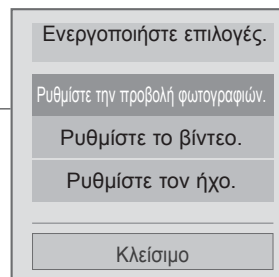 Ενεργοποιήστε επιλογές.
Ρυθμίστε την προβολή φωτογραφιών.
Ρυθμίστε το βίντεο.
Ρυθμίστε τον ήχο.
Κλείσιμο